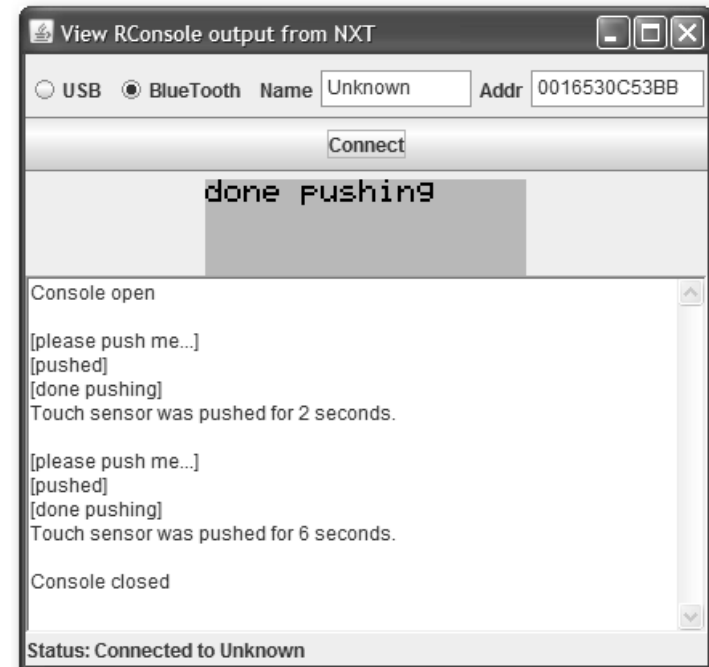 View RConsole output from NXT
USB BlueTooth Name Unknown Addr 0016530C53BB
Connect
done pushing
Console open
[please push me...]
[pushed]
[done pushing]
Touch sensor was pushed for 2 seconds.
[please push me...]
[pushed]
[done pushing]
Touch sensor was pushed for 6 seconds.
Console closed
Status: Connected to Unknown